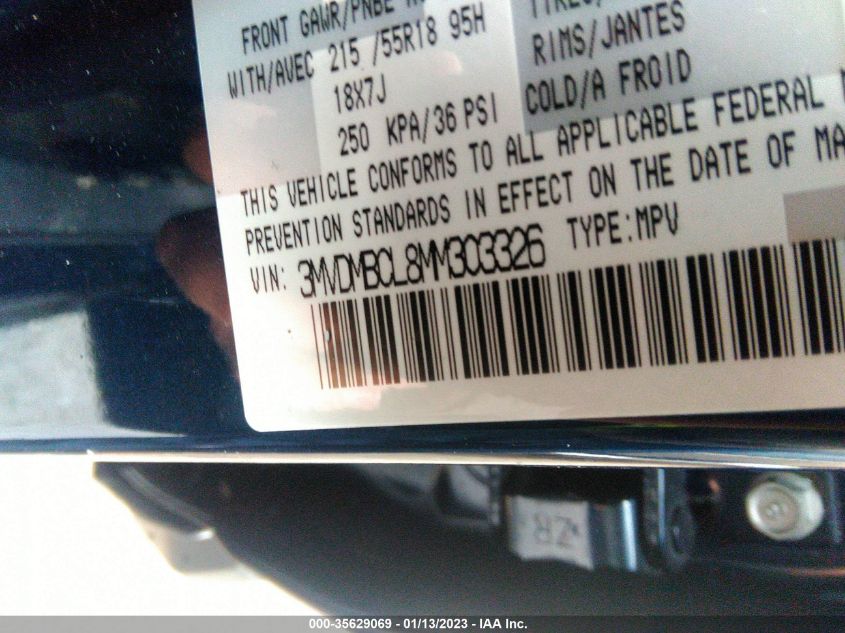 FRONT GAWR/PNBE
WITH/AVEC 215 /55R18 95H
RIMS/JANTES
18X7J
COLD/A FROID
250 KPA/36 PSI
THIS VEHICLE CONFORMS TO ALL APPLICABLE FEDERAL
PREVENTION STANDARDS IN EFFECT ON THE DATE OF
VIN: 3MVDMBCL8MM303326 TYPE:MPV
ZR
000-35629069 - 01/13/2023 - IAA Inc.